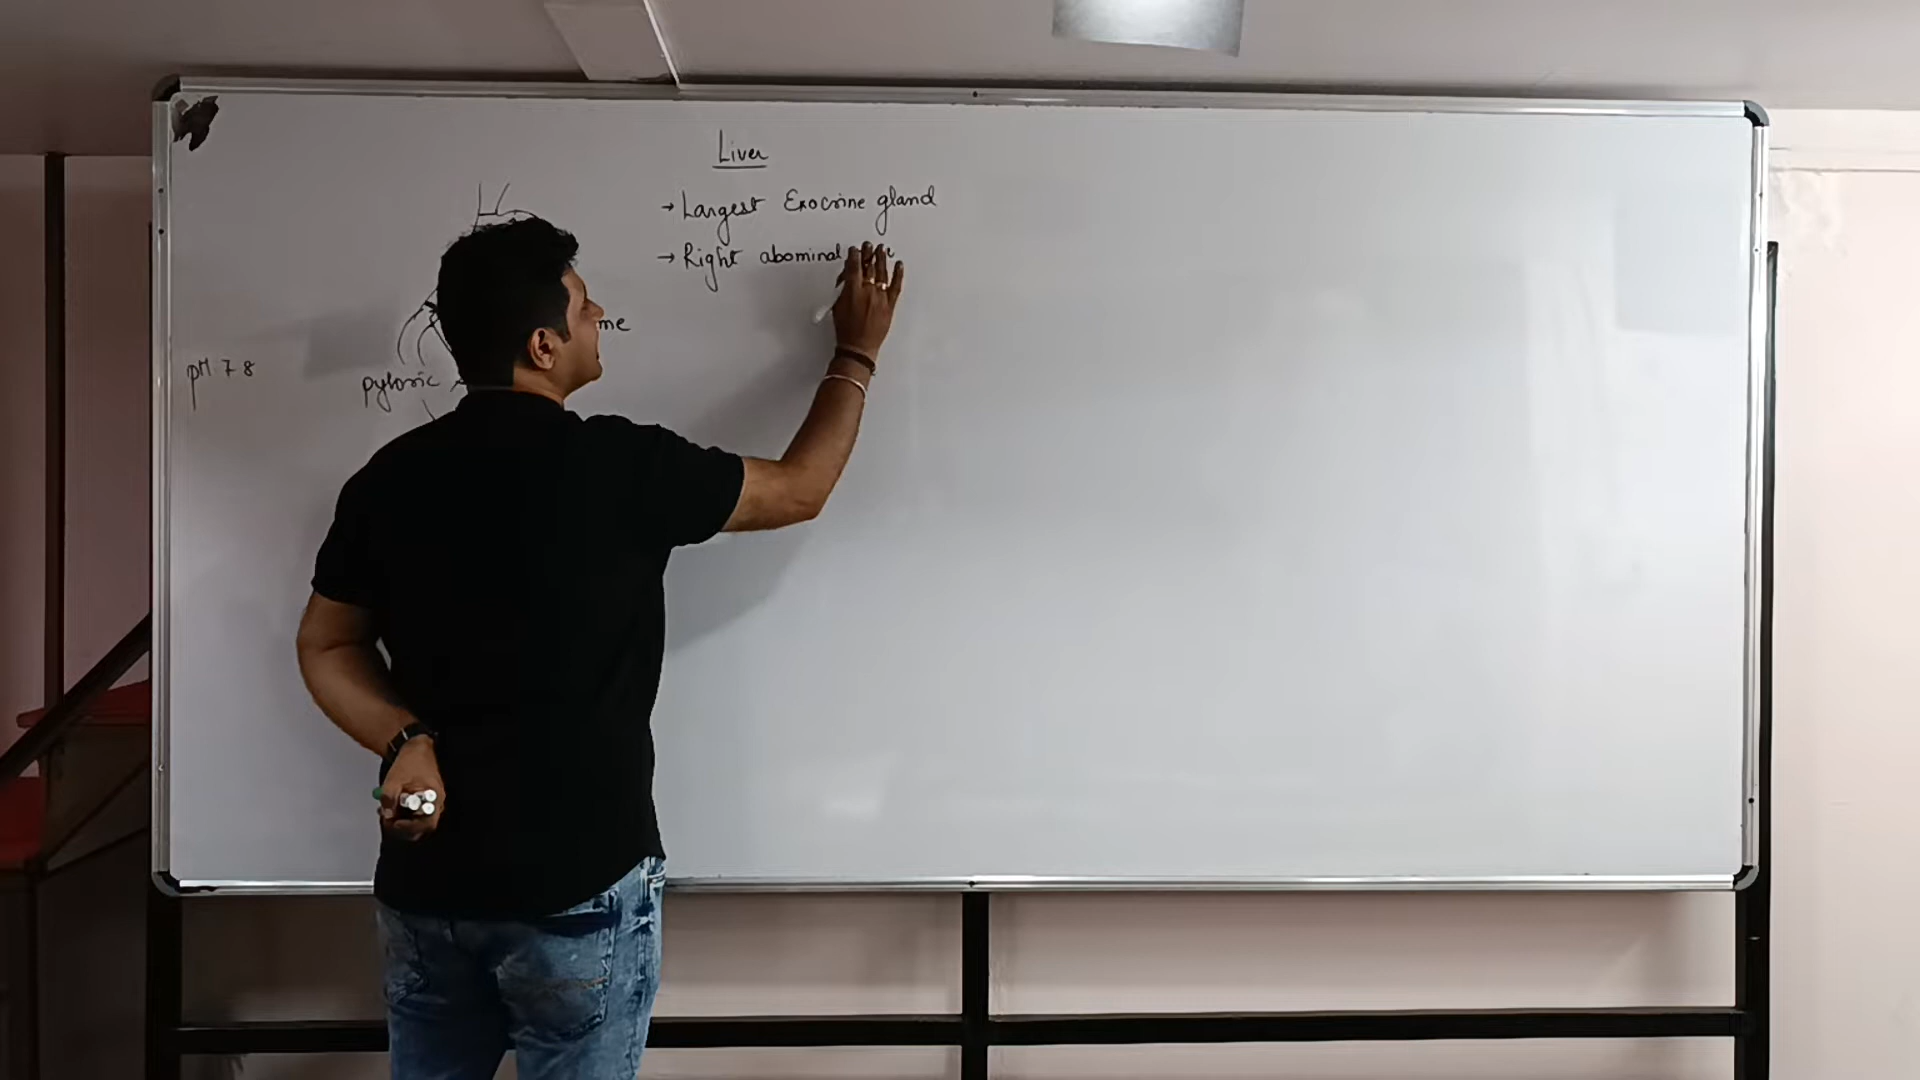 Liver
→ Largest Exocrine gland
→ Right abominal
me
pH 7 8
pyloric